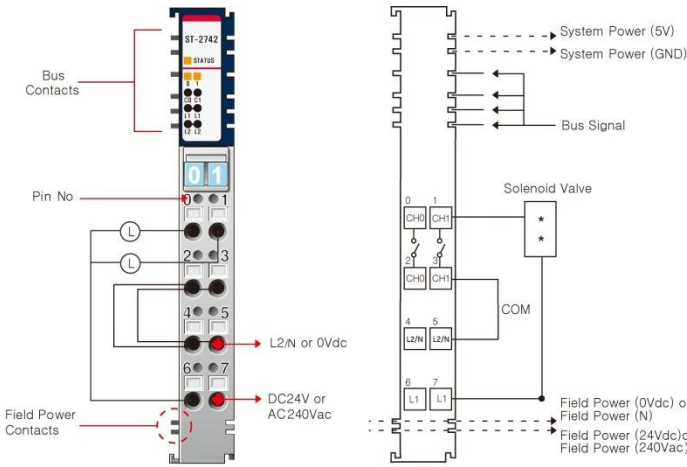 ST-2742
STATUS
0 1
C0 C1
L1 L1
L2 L2
Bus
Contacts
0 1
Pin No
0 1
L
2 3
L
4 5
L2/N or 0Vdc
6 7
DC24V or
AC240Vac
Field Power
Contacts
System Power (5V)
System Power (GND)
Bus Signal
Solenoid Valve
0 1
CH0 CH1
*
*
2 3
CH0 CH1
COM
4 5
L2/N L2/N
6 7
L1 L1
Field Power (0Vdc) o
Field Power (N)
Field Power (24Vdc)
Field Power (240Vac)